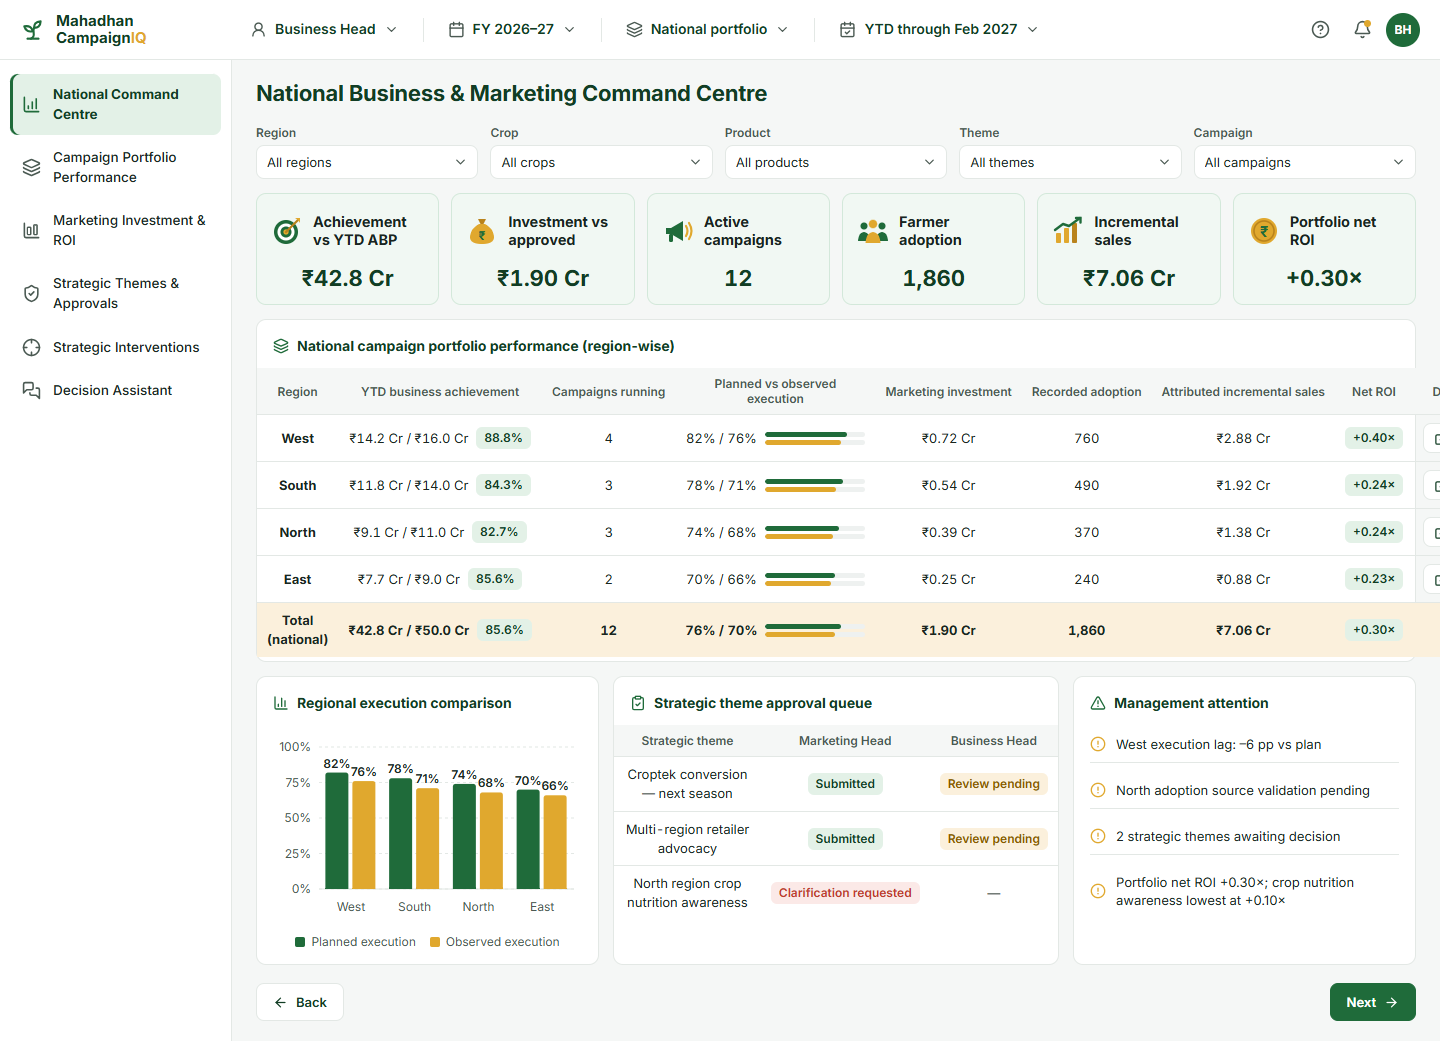 Mahadhan
CampaignIQ
Business Head
FY 2026–27
National portfolio
YTD through Feb 2027
BH
National Command
Centre
Campaign Portfolio
Performance
Marketing Investment &
ROI
Strategic Themes &
Approvals
Strategic Interventions
Decision Assistant
National Business & Marketing Command Centre
Region Crop Product Theme Campaign
All regions All crops All products All themes All campaigns
Achievement
vs YTD ABP
₹42.8 Cr
Investment vs
approved
₹1.90 Cr
Active
campaigns
12
Farmer
adoption
1,860
Incremental
sales
₹7.06 Cr
Portfolio net
ROI
+0.30×
National campaign portfolio performance (region-wise)
Region YTD business achievement Campaigns running Planned vs observed
execution Marketing investment Recorded adoption Attributed incremental sales Net ROI D
West ₹14.2 Cr / ₹16.0 Cr 88.8% 4 82% / 76% ₹0.72 Cr 760 ₹2.88 Cr +0.40×
South ₹11.8 Cr / ₹14.0 Cr 84.3% 3 78% / 71% ₹0.54 Cr 490 ₹1.92 Cr +0.24×
North ₹9.1 Cr / ₹11.0 Cr 82.7% 3 74% / 68% ₹0.39 Cr 370 ₹1.38 Cr +0.24×
East ₹7.7 Cr / ₹9.0 Cr 85.6% 2 70% / 66% ₹0.25 Cr 240 ₹0.88 Cr +0.23×
Total
(national) ₹42.8 Cr / ₹50.0 Cr 85.6% 12 76% / 70% ₹1.90 Cr 1,860 ₹7.06 Cr +0.30×
Regional execution comparison
100%
75%
50%
25%
0%
82% 76% 78% 71% 74% 68% 70% 66%
West South North East
Planned execution Observed execution
Strategic theme approval queue
Strategic theme Marketing Head Business Head
Croptek conversion
— next season Submitted Review pending
Multi-region retailer
advocacy Submitted Review pending
North region crop
nutrition awareness Clarification requested —
Management attention
West execution lag: −6 pp vs plan
North adoption source validation pending
2 strategic themes awaiting decision
Portfolio net ROI +0.30×; crop nutrition
awareness lowest at +0.10×
Back
Next